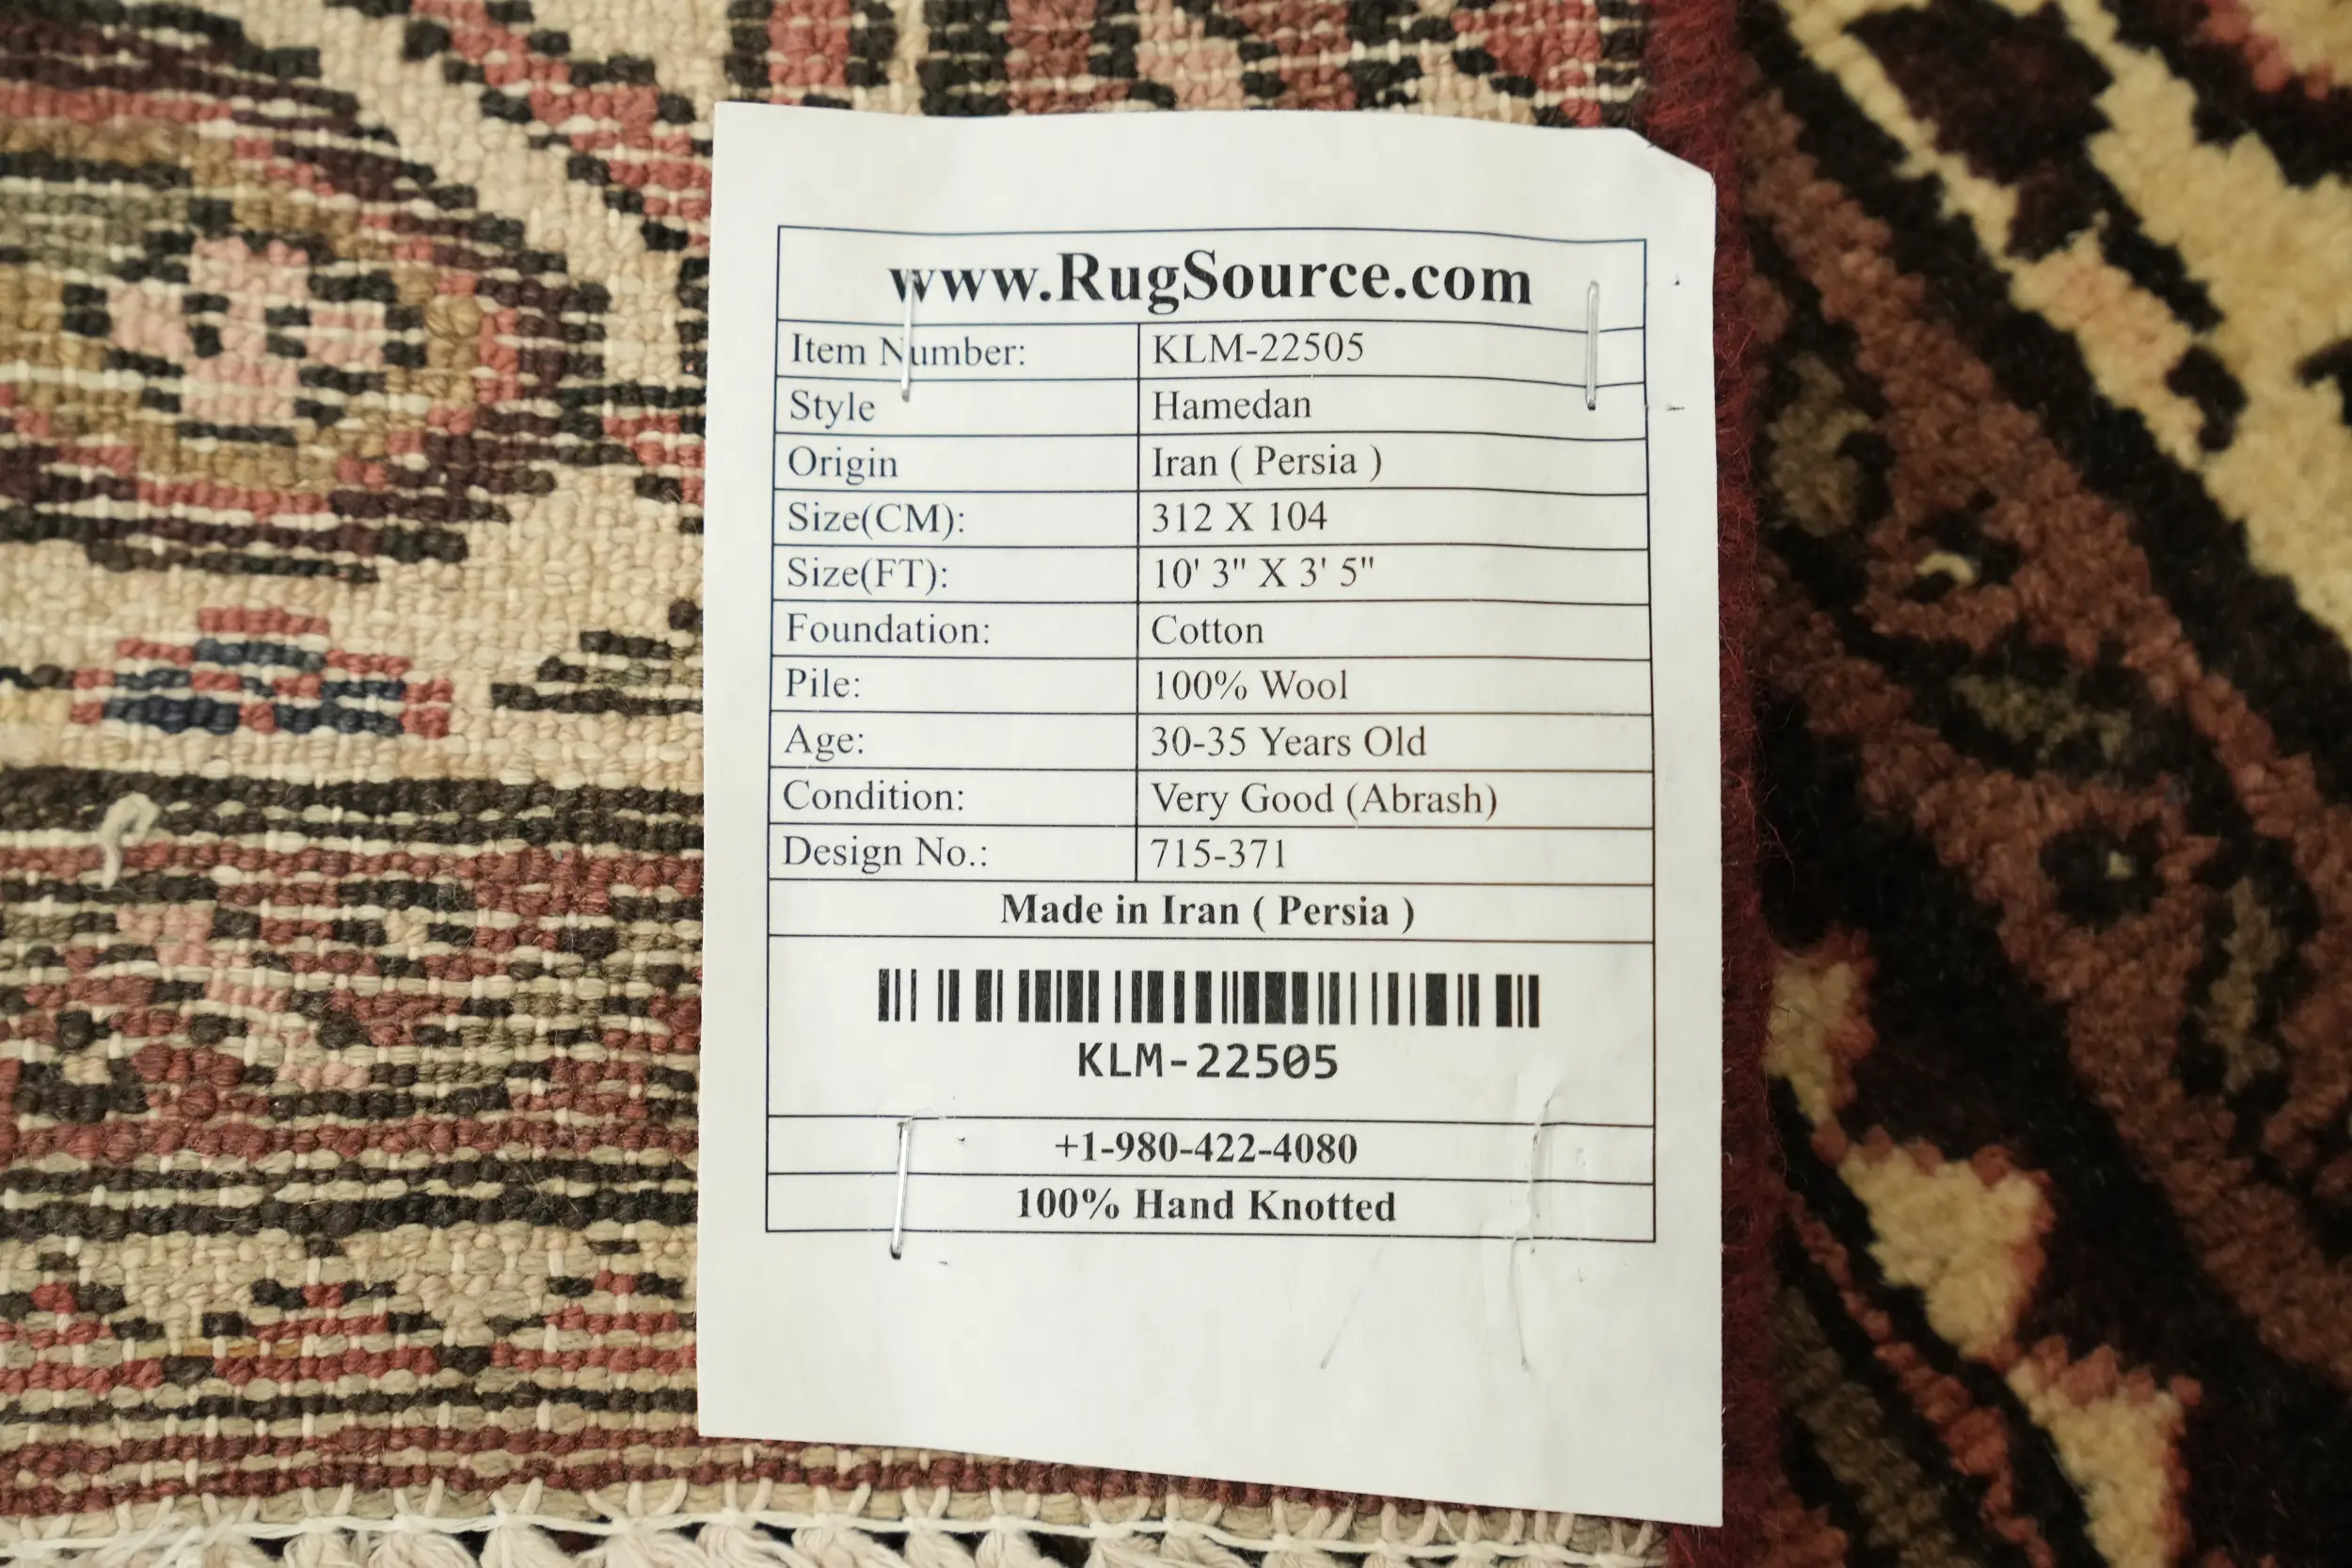 www.RugSource.com
Item Number: KLM-22505
Style Hamedan
Origin Iran ( Persia )
Size(CM): 312 X 104
Size(FT): 10' 3" X 3' 5"
Foundation: Cotton
Pile: 100% Wool
Age: 30-35 Years Old
Condition: Very Good (Abrash)
Design No.: 715-371
Made in Iran ( Persia )
KLM-22505
+1-980-422-4080
100% Hand Knotted